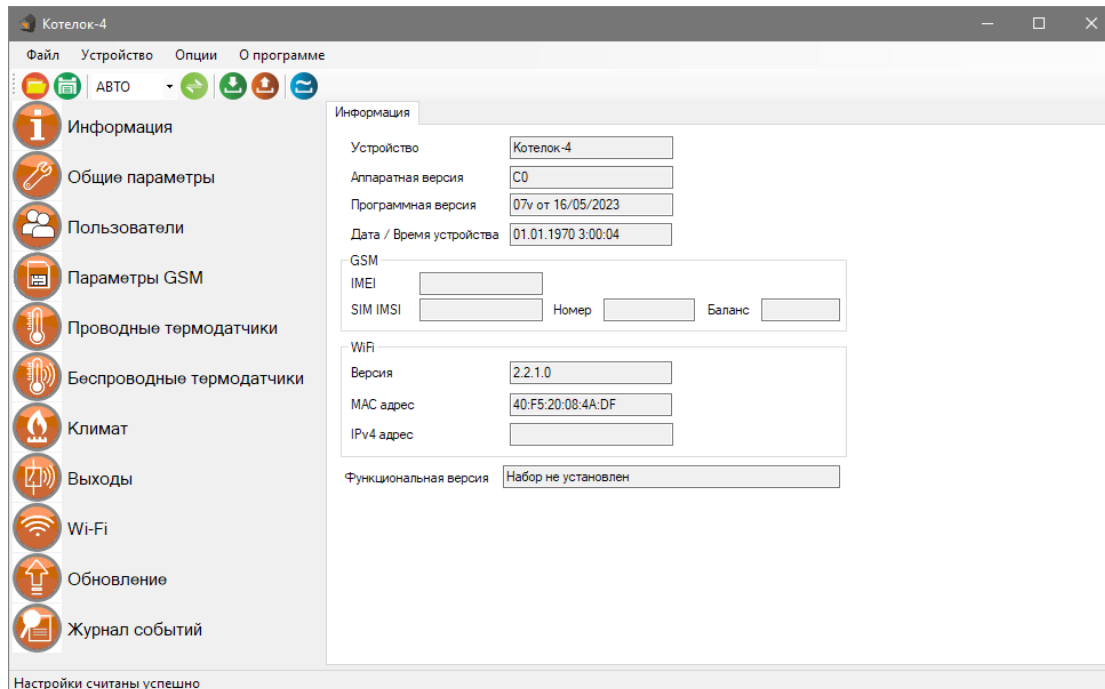 Котелок-4
Файл Устройство Опции О программе
АВТО
Информация
Общие параметры
Пользователи
Параметры GSM
Проводные термодатчики
Беспроводные термодатчики
Климат
Выходы
Wi-Fi
Обновление
Журнал событий
Информация
Устройство Котелок-4
Аппаратная версия C0
Программная версия 07v от 16/05/2023
Дата / Время устройства 01.01.1970 3:00:04
GSM
IMEI
SIM IMSI Номер Баланс
WiFi
Версия 2.2.1.0
MAC адрес 40:F5:20:08:4A:DF
IPv4 адрес
Функциональная версия Набор не установлен
Настройки считаны успешно